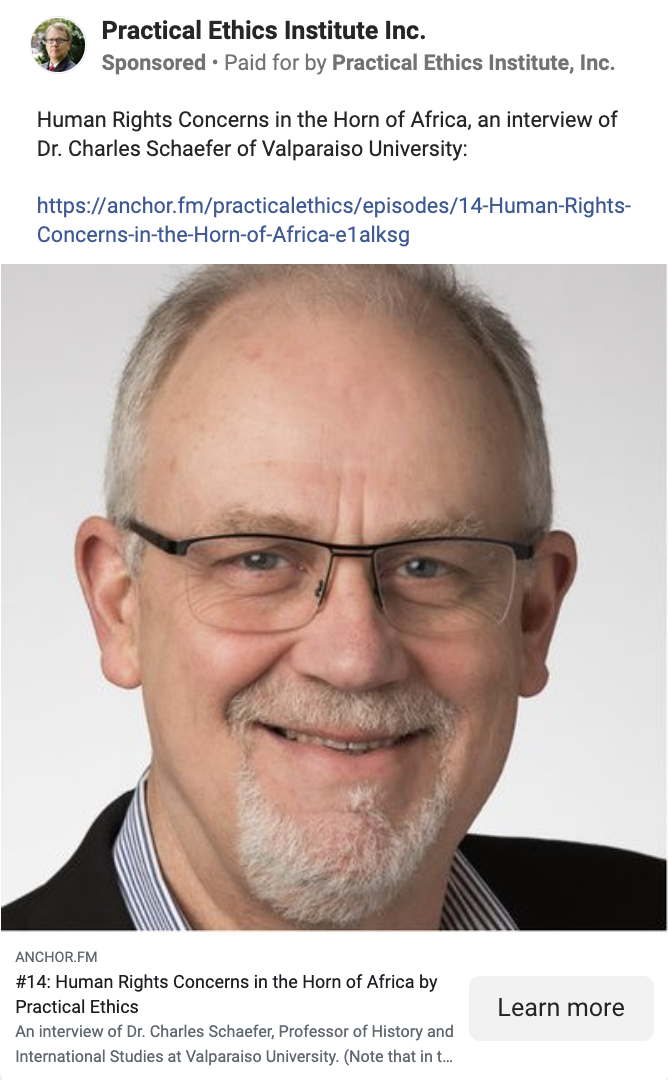 Practical Ethics Institute Inc.
Sponsored • Paid for by Practical Ethics Institute, Inc.
Human Rights Concerns in the Horn of Africa, an interview of
Dr. Charles Schaefer of Valparaiso University:
https://anchor.fm/practicalethics/episodes/14-Human-Rights-
Concerns-in-the-Horn-of-Africa-e1alksg
ANCHOR.FM
#14: Human Rights Concerns in the Horn of Africa by
Practical Ethics
An interview of Dr. Charles Schaefer, Professor of History and
International Studies at Valparaiso University. (Note that in t...
Learn more